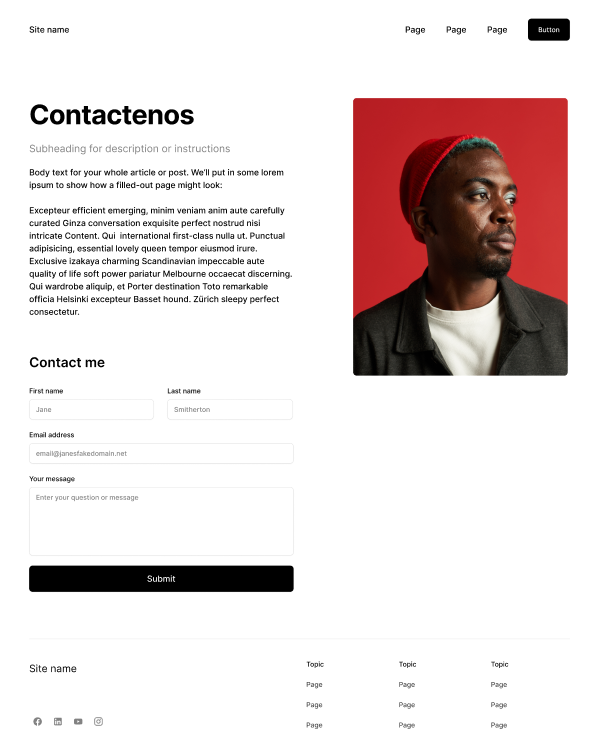 Site name
Page
Page
Page
Button
Contactenos
Subheading for description or instructions
Body text for your whole article or post. We'll put in some lorem
ipsum to show how a filled-out page might look:
Excepteur efficient emerging, minim veniam anim aute carefully
curated Ginza conversation exquisite perfect nostrud nisi
intricate Content. Qui  international first-class nulla ut. Punctual
adipisicing, essential lovely queen tempor eiusmod irure.
Exclusive izakaya charming Scandinavian impeccable aute
quality of life soft power pariatur Melbourne occaecat discerning.
Qui wardrobe aliquip, et Porter destination Toto remarkable
officia Helsinki excepteur Basset hound. Zürich sleepy perfect
consectetur.
Contact me
First name
Last name
Jane
Smitherton
Email address
email@janesfakedomain.net
Your message
Enter your question or message
Submit
Site name
Topic
Topic
Topic
Page
Page
Page
Page
Page
Page
Page
Page
Page